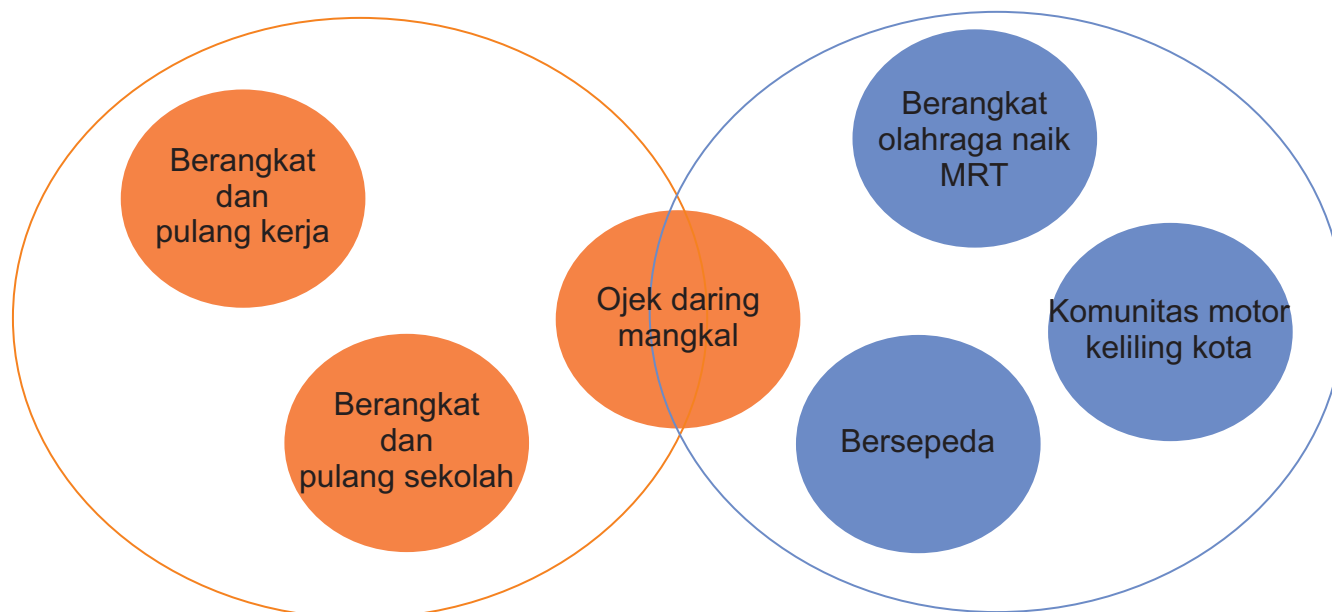 Berangkat
dan
pulang kerja
Berangkat
dan
pulang sekolah
Ojek daring
mangkal
Berangkat
olahraga naik
MRT
Komunitas motor
keliling kota
Bersepeda